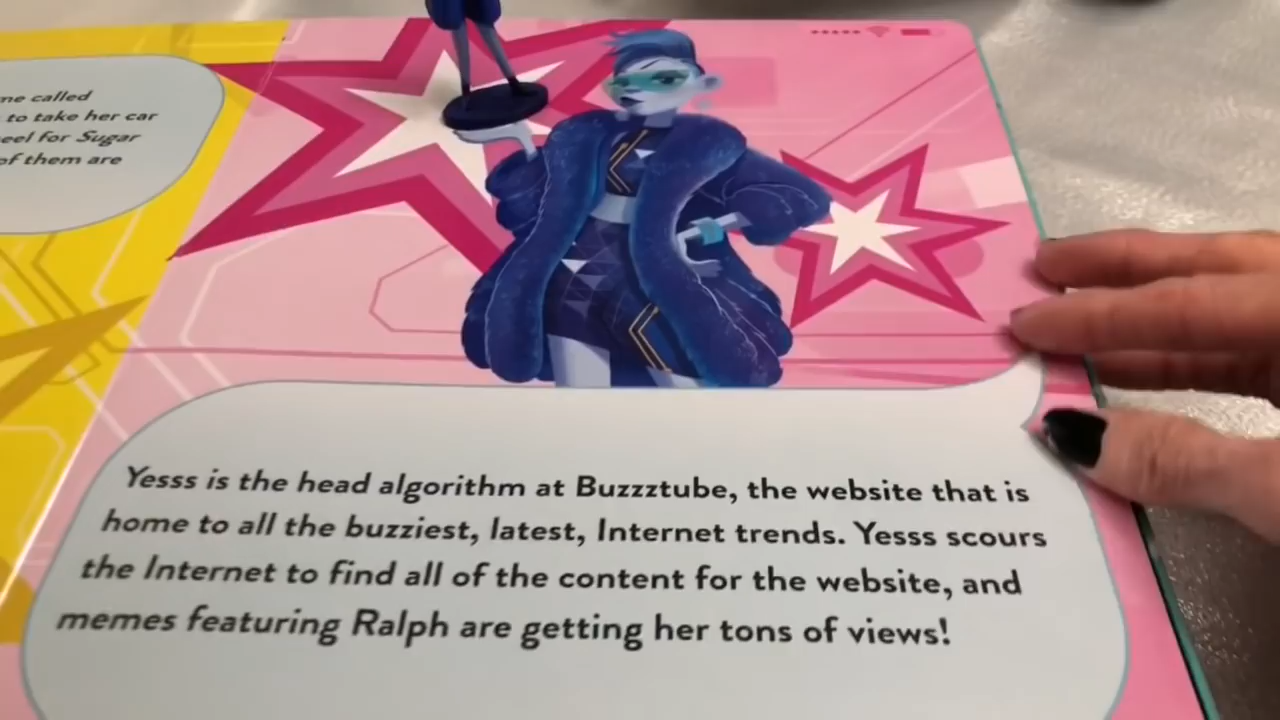 me called
to take her car
eel for Sugar
of them are
Yesss is the head algorithm at Buzzztube, the website that is
home to all the buzziest, latest, Internet trends. Yesss scours
the Internet to find all of the content for the website, and
memes featuring Ralph are getting her tons of views!